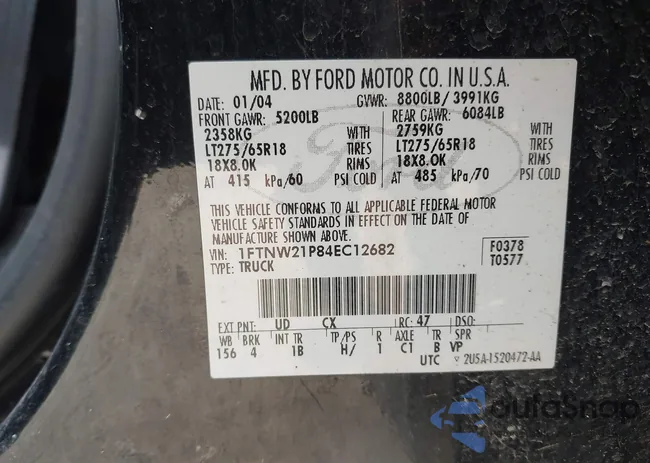 MFD. BY FORD MOTOR CO. IN U.S.A.
DATE: 01/04 GVWR: 8800LB/ 3991KG
FRONT GAWR: 5200LB REAR GAWR: 6084LB
2358KG WITH 2759KG WITH
LT275/65R18 TIRES LT275/65R18 TIRES
18X8.0K RIMS 18X8.0K RIMS
AT 415 kPa/60 PSI COLD AT 485 kPa/70 PSI COLD
THIS VEHICLE CONFORMS TO ALL APPLICABLE FEDERAL MOTOR
VEHICLE SAFETY STANDARDS IN EFFECT ON THE DATE OF
MANUFACTURE SHOWN ABOVE.
VIN: 1FTNW21P84EC12682 F0378
TYPE: TRUCK T0577
EXT PNT: UD CX RC: 47 DSO:
WB BRK INT TR TP/PS R AXLE TR SPR
156 4 1B H/ 1 C1 B VP
UTC 2U5A-1520472-AA
Ford
autoSnap